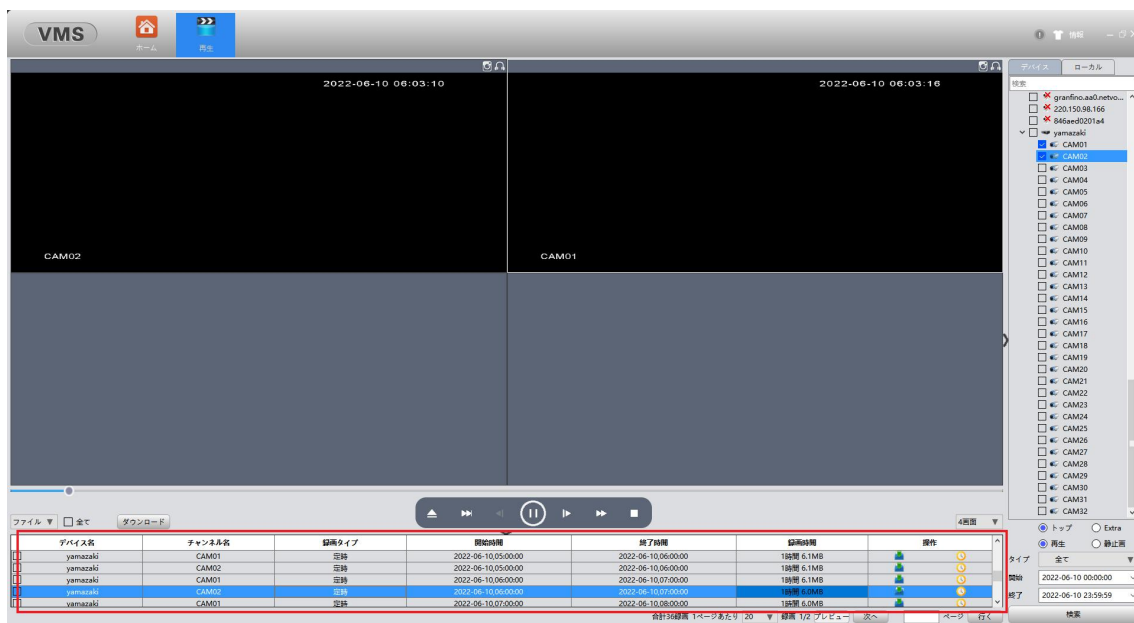 VMS
ホーム
再生
情報
2022-06-10 06:03:10
2022-06-10 06:03:16
CAM02
CAM01
デバイス
ローカル
検索
granfino.aa0.netvo...
220.150.98.166
846aed0201a4
yamazaki
CAM01
CAM02
CAM03
CAM04
CAM05
CAM06
CAM07
CAM08
CAM09
CAM10
CAM11
CAM12
CAM13
CAM14
CAM15
CAM16
CAM17
CAM18
CAM19
CAM20
CAM21
CAM22
CAM23
CAM24
CAM25
CAM26
CAM27
CAM28
CAM29
CAM30
CAM31
CAM32
トップ Extra
再生 静止画
タイプ 全て
開始 2022-06-10 00:00:00
終了 2022-06-10 23:59:59
検索
ファイル 全て ダウンロード 4画面
デバイス名 チャンネル名 録画タイプ 開始時間 終了時間 録画時間 操作
yamazaki CAM01 定時 2022-06-10,05:00:00 2022-06-10,06:00:00 1時間 6.1MB
yamazaki CAM02 定時 2022-06-10,05:00:00 2022-06-10,06:00:00 1時間 6.1MB
yamazaki CAM01 定時 2022-06-10,06:00:00 2022-06-10,07:00:00 1時間 6.1MB
yamazaki CAM02 定時 2022-06-10,06:00:00 2022-06-10,07:00:00 1時間 6.0MB
yamazaki CAM01 定時 2022-06-10,07:00:00 2022-06-10,08:00:00 1時間 6.0MB
合計36録画 1ページあたり 20 録画 1/2 プレビュー 次へ ページ 行く